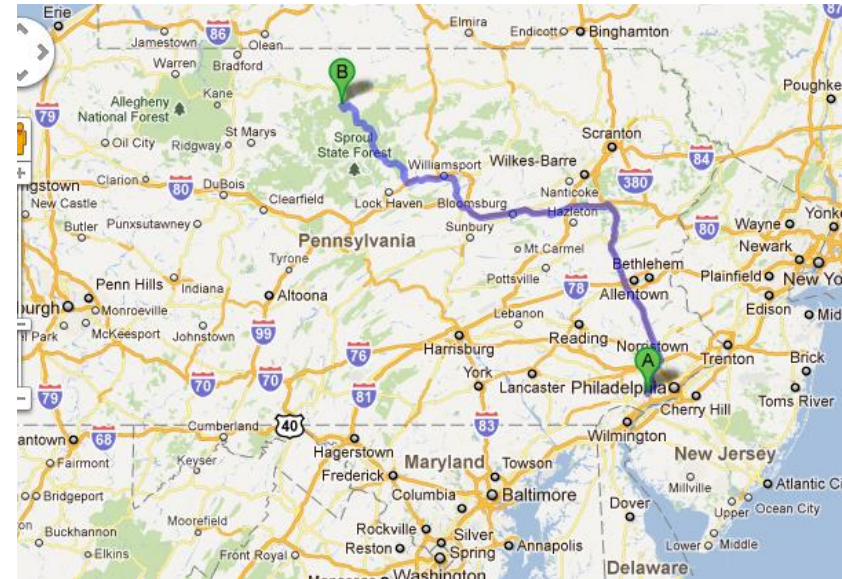 Erie
Elmira
Endicott
Binghamton
87
86
Jamestown
Olean
Warren
Bradford
B
Poughke
Kane
Allegheny
National Forest
79
Scranton
St Marys
Sproul
State Forest
Oil City
Ridgway
Williamsport
Wilkes-Barre
84
Clarion
80
DuBois
Nanticoke
380
ngstown
Clearfield
Lock Haven
Bloomsburg
Hazleton
New Castle
Yonke
Butler
Punxsutawney
Sunbury
Wayne
80
Pennsylvania
Mt Carmel
Newark
Tyrone
Bethlehem
Penn Hills
Indiana
Pottsville
78
Plainfield
New Yo
Altoona
Allentown
burgh
Monroeville
Lebanon
Edison
Mid
el Park
McKeesport
Johnstown
99
Reading
Norristown
76
Harrisburg
A
Trenton
Brick
70
70
York
Lancaster
Philadelphia
79
81
Cherry Hill
Toms River
40
83
Cumberland
Wilmington
antown
68
Hagerstown
New Jersey
Fairmont
Keyser
Maryland
Towson
Frederick
Millville
Atlantic Ci
Bridgeport
Columbia
Baltimore
Dover
Upper
Ocean City
Moorefield
Buckhannon
Rockville
Silver
Spring
Annapolis
Lower
Middle
Elkins
Front Royal
Reston
Delaware
Washington